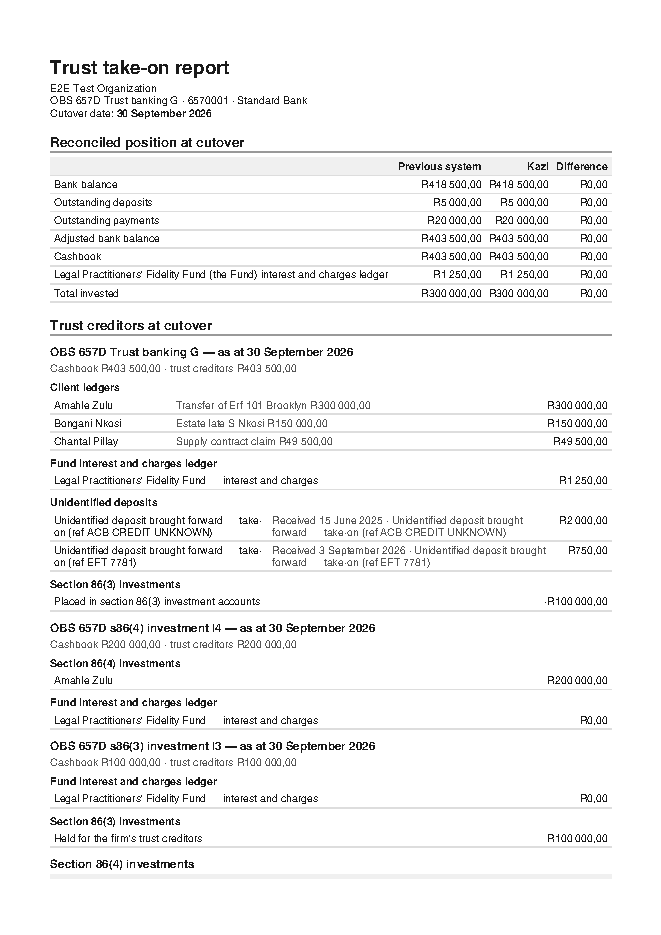 Trust take-on report
E2E Test Organization
OBS 657D Trust banking G · 6570001 · Standard Bank
Cutover date: 30 September 2026
Reconciled position at cutover
Previous system Kazi Difference
Bank balance R418 500,00 R418 500,00 R0,00
Outstanding deposits R5 000,00 R5 000,00 R0,00
Outstanding payments R20 000,00 R20 000,00 R0,00
Adjusted bank balance R403 500,00 R403 500,00 R0,00
Cashbook R403 500,00 R403 500,00 R0,00
Legal Practitioners' Fidelity Fund (the Fund) interest and charges ledger R1 250,00 R1 250,00 R0,00
Total invested R300 000,00 R300 000,00 R0,00
Trust creditors at cutover
OBS 657D Trust banking G — as at 30 September 2026
Cashbook R403 500,00 · trust creditors R403 500,00
Client ledgers
Amahle Zulu Transfer of Erf 101 Brooklyn R300 000,00 R300 000,00
Bongani Nkosi Estate late S Nkosi R150 000,00 R150 000,00
Chantal Pillay Supply contract claim R49 500,00 R49 500,00
Fund interest and charges ledger
Legal Practitioners' Fidelity Fund interest and charges R1 250,00
Unidentified deposits
Unidentified deposit brought forward take- Received 15 June 2025 · Unidentified deposit brought R2 000,00
on (ref ACB CREDIT UNKNOWN) forward take-on (ref ACB CREDIT UNKNOWN)
Unidentified deposit brought forward take- Received 3 September 2026 · Unidentified deposit brought R750,00
on (ref EFT 7781) forward take-on (ref EFT 7781)
Section 86(3) investments
Placed in section 86(3) investment accounts -R100 000,00
OBS 657D s86(4) investment I4 — as at 30 September 2026
Cashbook R200 000,00 · trust creditors R200 000,00
Section 86(4) investments
Amahle Zulu R200 000,00
Fund interest and charges ledger
Legal Practitioners' Fidelity Fund interest and charges R0,00
OBS 657D s86(3) investment I3 — as at 30 September 2026
Cashbook R100 000,00 · trust creditors R100 000,00
Fund interest and charges ledger
Legal Practitioners' Fidelity Fund interest and charges R0,00
Section 86(3) investments
Held for the firm's trust creditors R100 000,00
Section 86(4) investments